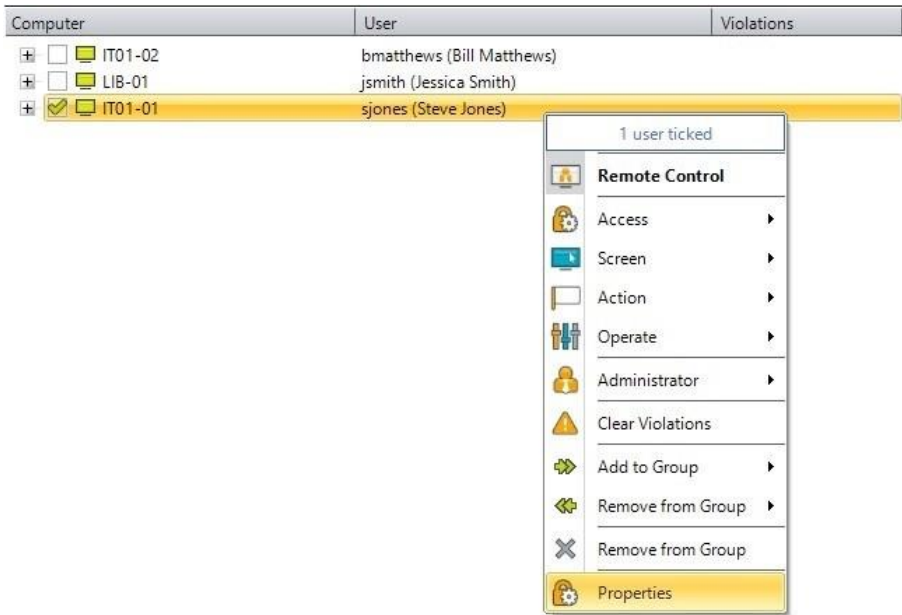 Computer User Violations
IT01-02 bmatthews (Bill Matthews)
LIB-01 jsmith (Jessica Smith)
IT01-01 sjones (Steve Jones)
1 user ticked
Remote Control
Access
Screen
Action
Operate
Administrator
Clear Violations
Add to Group
Remove from Group
Remove from Group
Properties